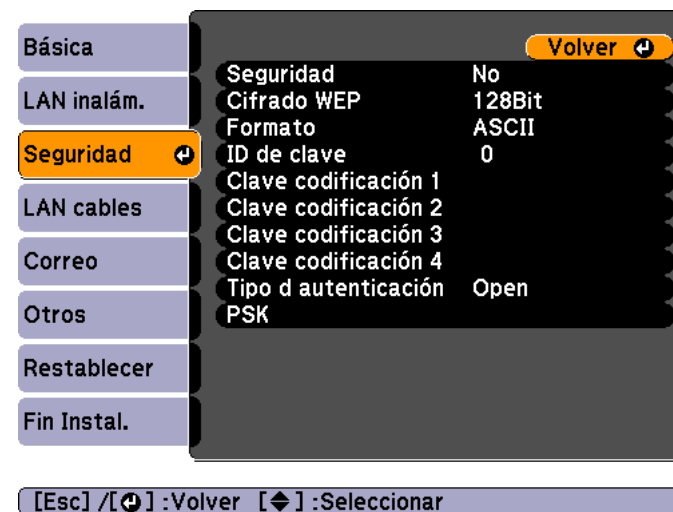 Básica
LAN inalám.
Seguridad
LAN cables
Correo
Otros
Restablecer
Fin Instal.
Volver
Seguridad No
Cifrado WEP 128Bit
Formato ASCII
ID de clave 0
Clave codificación 1
Clave codificación 2
Clave codificación 3
Clave codificación 4
Tipo d autenticación Open
PSK
[Esc] /[⏎] :Volver [◆] :Seleccionar